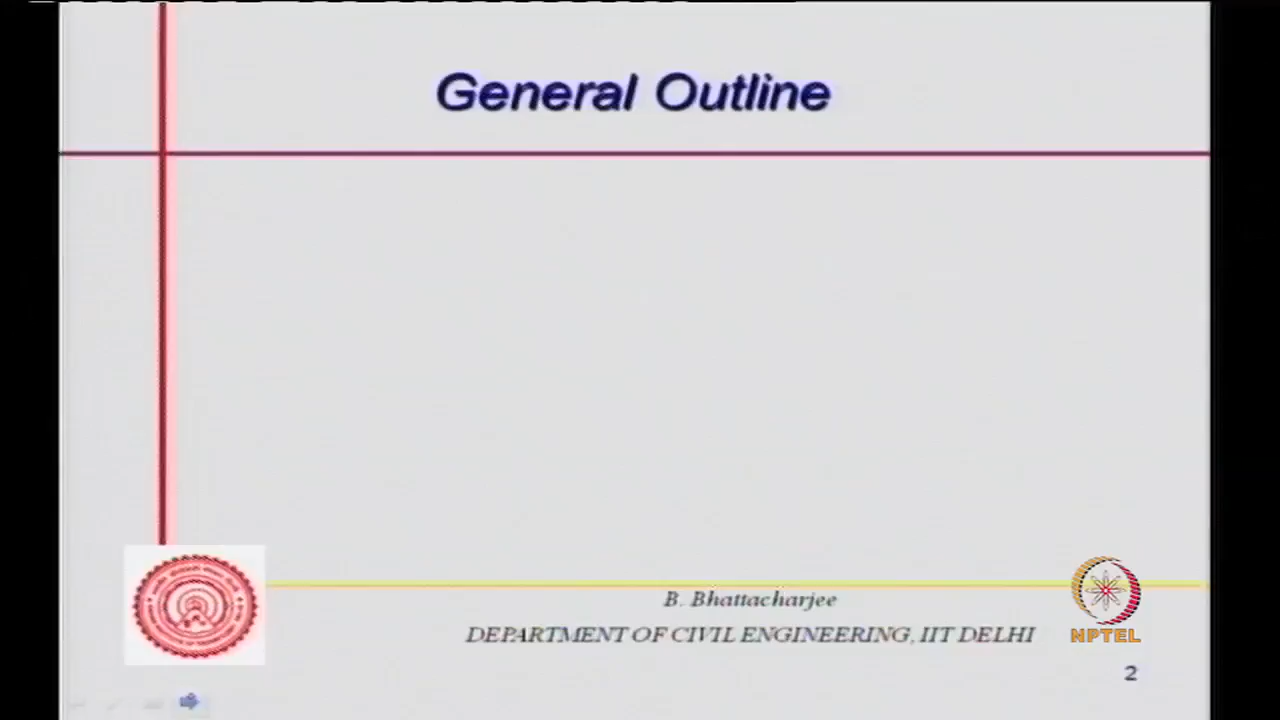 General Outline
B. Bhattacharjee
DEPARTMENT OF CIVIL ENGINEERING, IIT DELHI
NPTEL
2